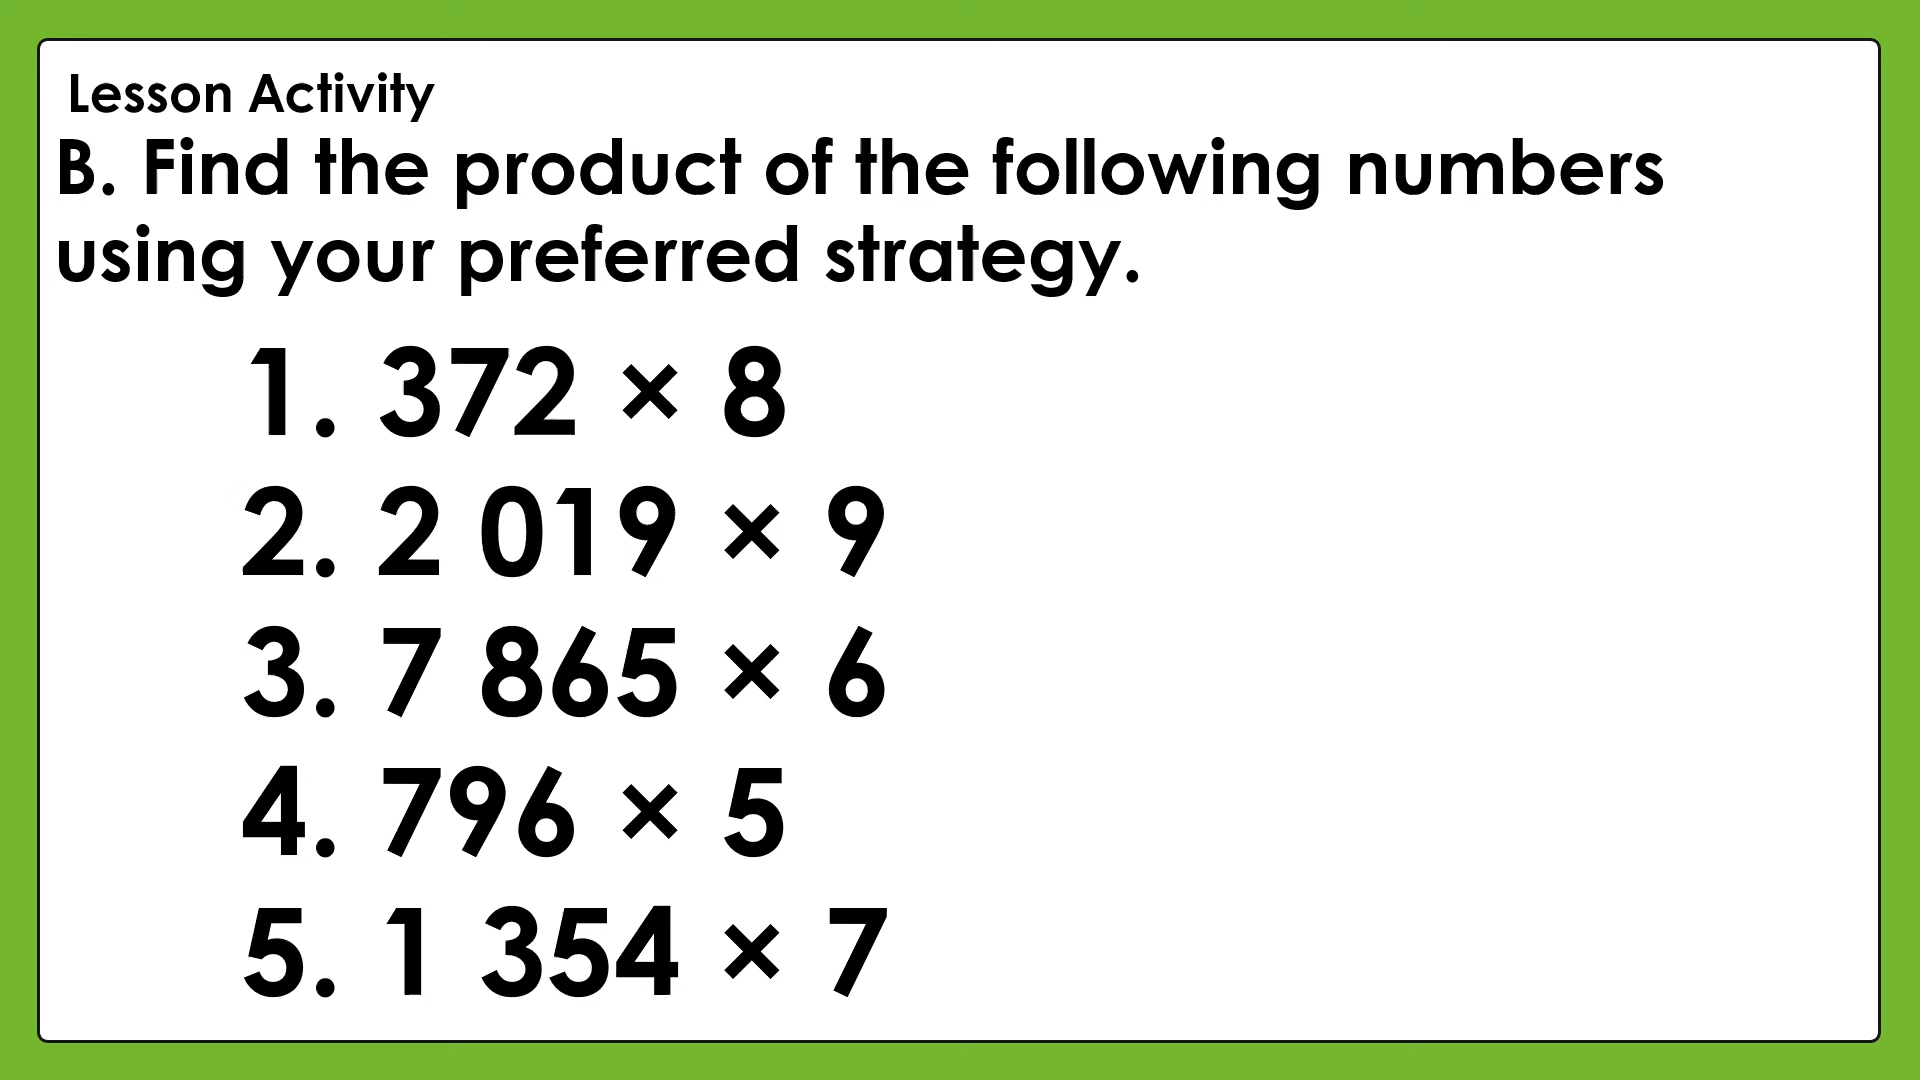 Lesson Activity
B. Find the product of the following numbers
using your preferred strategy.
1. 372 × 8
2. 2 019 × 9
3. 7 865 × 6
4. 796 × 5
5. 1 354 × 7